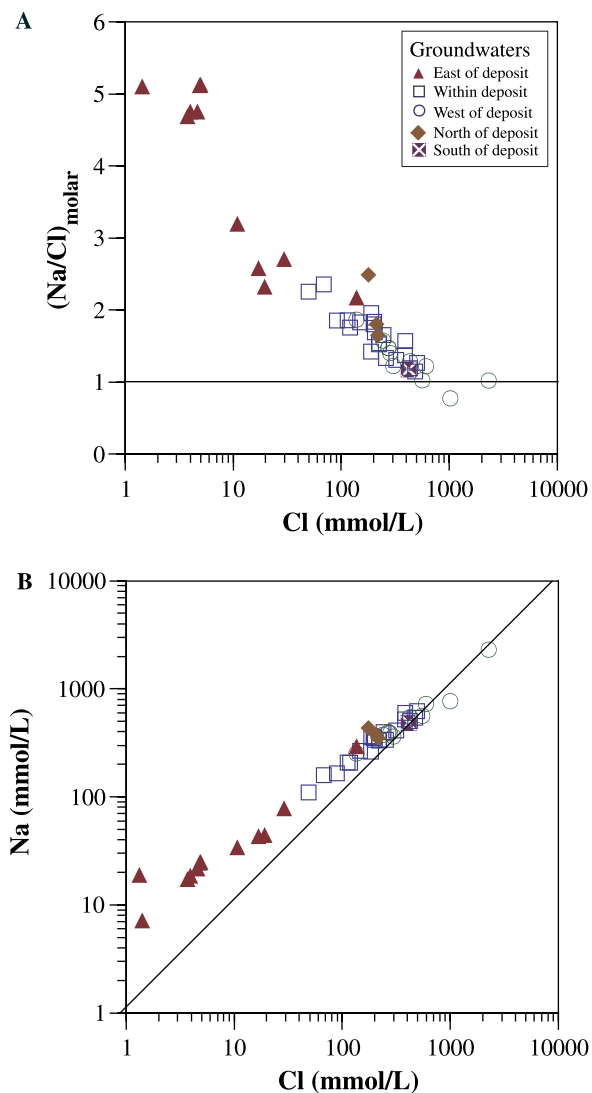 A
6
5
4
3
2
1
0
(Na/Cl)molar
Groundwaters
East of deposit
Within deposit
West of deposit
North of deposit
South of deposit
1
10
100
1000
10000
Cl (mmol/L)
B
10000
1000
100
10
1
Na (mmol/L)
1
10
100
1000
10000
Cl (mmol/L)